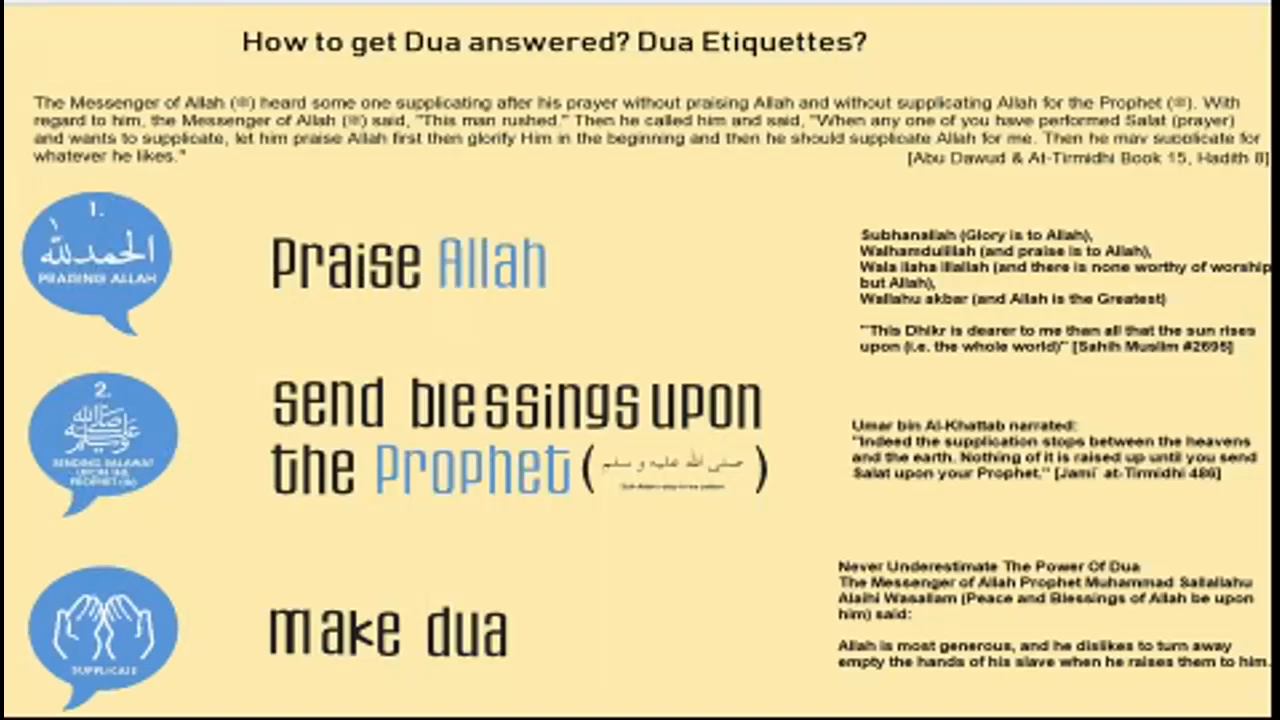 How to get Dua answered? Dua Etiquettes?
The Messenger of Allah (ﷺ) heard some one supplicating after his prayer without praising Allah and without supplicating Allah for the Prophet (ﷺ). With
regard to him, the Messenger of Allah (ﷺ) said, "This man rushed." Then he called him and said, "When any one of you have performed Salat (prayer)
and wants to supplicate, let him praise Allah first then glorify Him in the beginning and then he should supplicate Allah for me. Then he may supplicate for
whatever he likes."
[Abu Dawud & At-Tirmidhi Book 15, Hadith 8]
1.
الحمدلله
PRAISING ALLAH
Praise Allah
Subhanallah (Glory is to Allah),
Walhamdulillah (and praise is to Allah),
Wala ilaha illallah (and there is none worthy of worship
but Allah),
Wallahu akbar (and Allah is the Greatest)
"This Dhikr is dearer to me than all that the sun rises
upon (i.e. the whole world)" [Sahih Muslim #2695]
2.
صلى الله عليه وسلم
SENDING SALAWAT
UPON THE
PROPHET (ﷺ)
send blessings upon
the Prophet ( صلى الله عليه و سلم )
Umar bin Al-Khattab narrated:
"Indeed the supplication stops between the heavens
and the earth. Nothing of it is raised up until you send
Salat upon your Prophet." [Jami` at-Tirmidhi 486]
SUPPLICATE
make dua
Never Underestimate The Power Of Dua
The Messenger of Allah Prophet Muhammad Sallallahu
Alaihi Wasallam (Peace and Blessings of Allah be upon
him) said:
Allah is most generous, and he dislikes to turn away
empty the hands of his slave when he raises them to him.